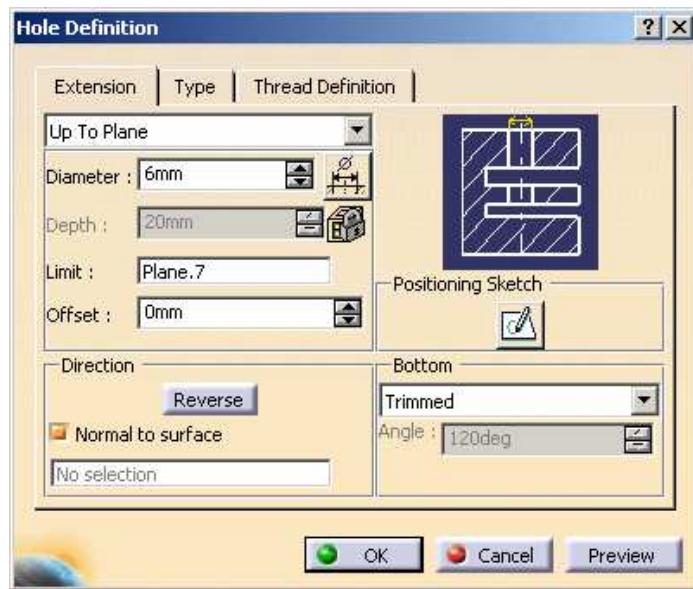 Hole Definition
? X
Extension Type Thread Definition
Up To Plane
Diameter : 6mm
Depth : 20mm
Limit : Plane.7
Offset : 0mm
Positioning Sketch
Direction
Reverse
Normal to surface
No selection
Bottom
Trimmed
Angle : 120deg
OK Cancel Preview